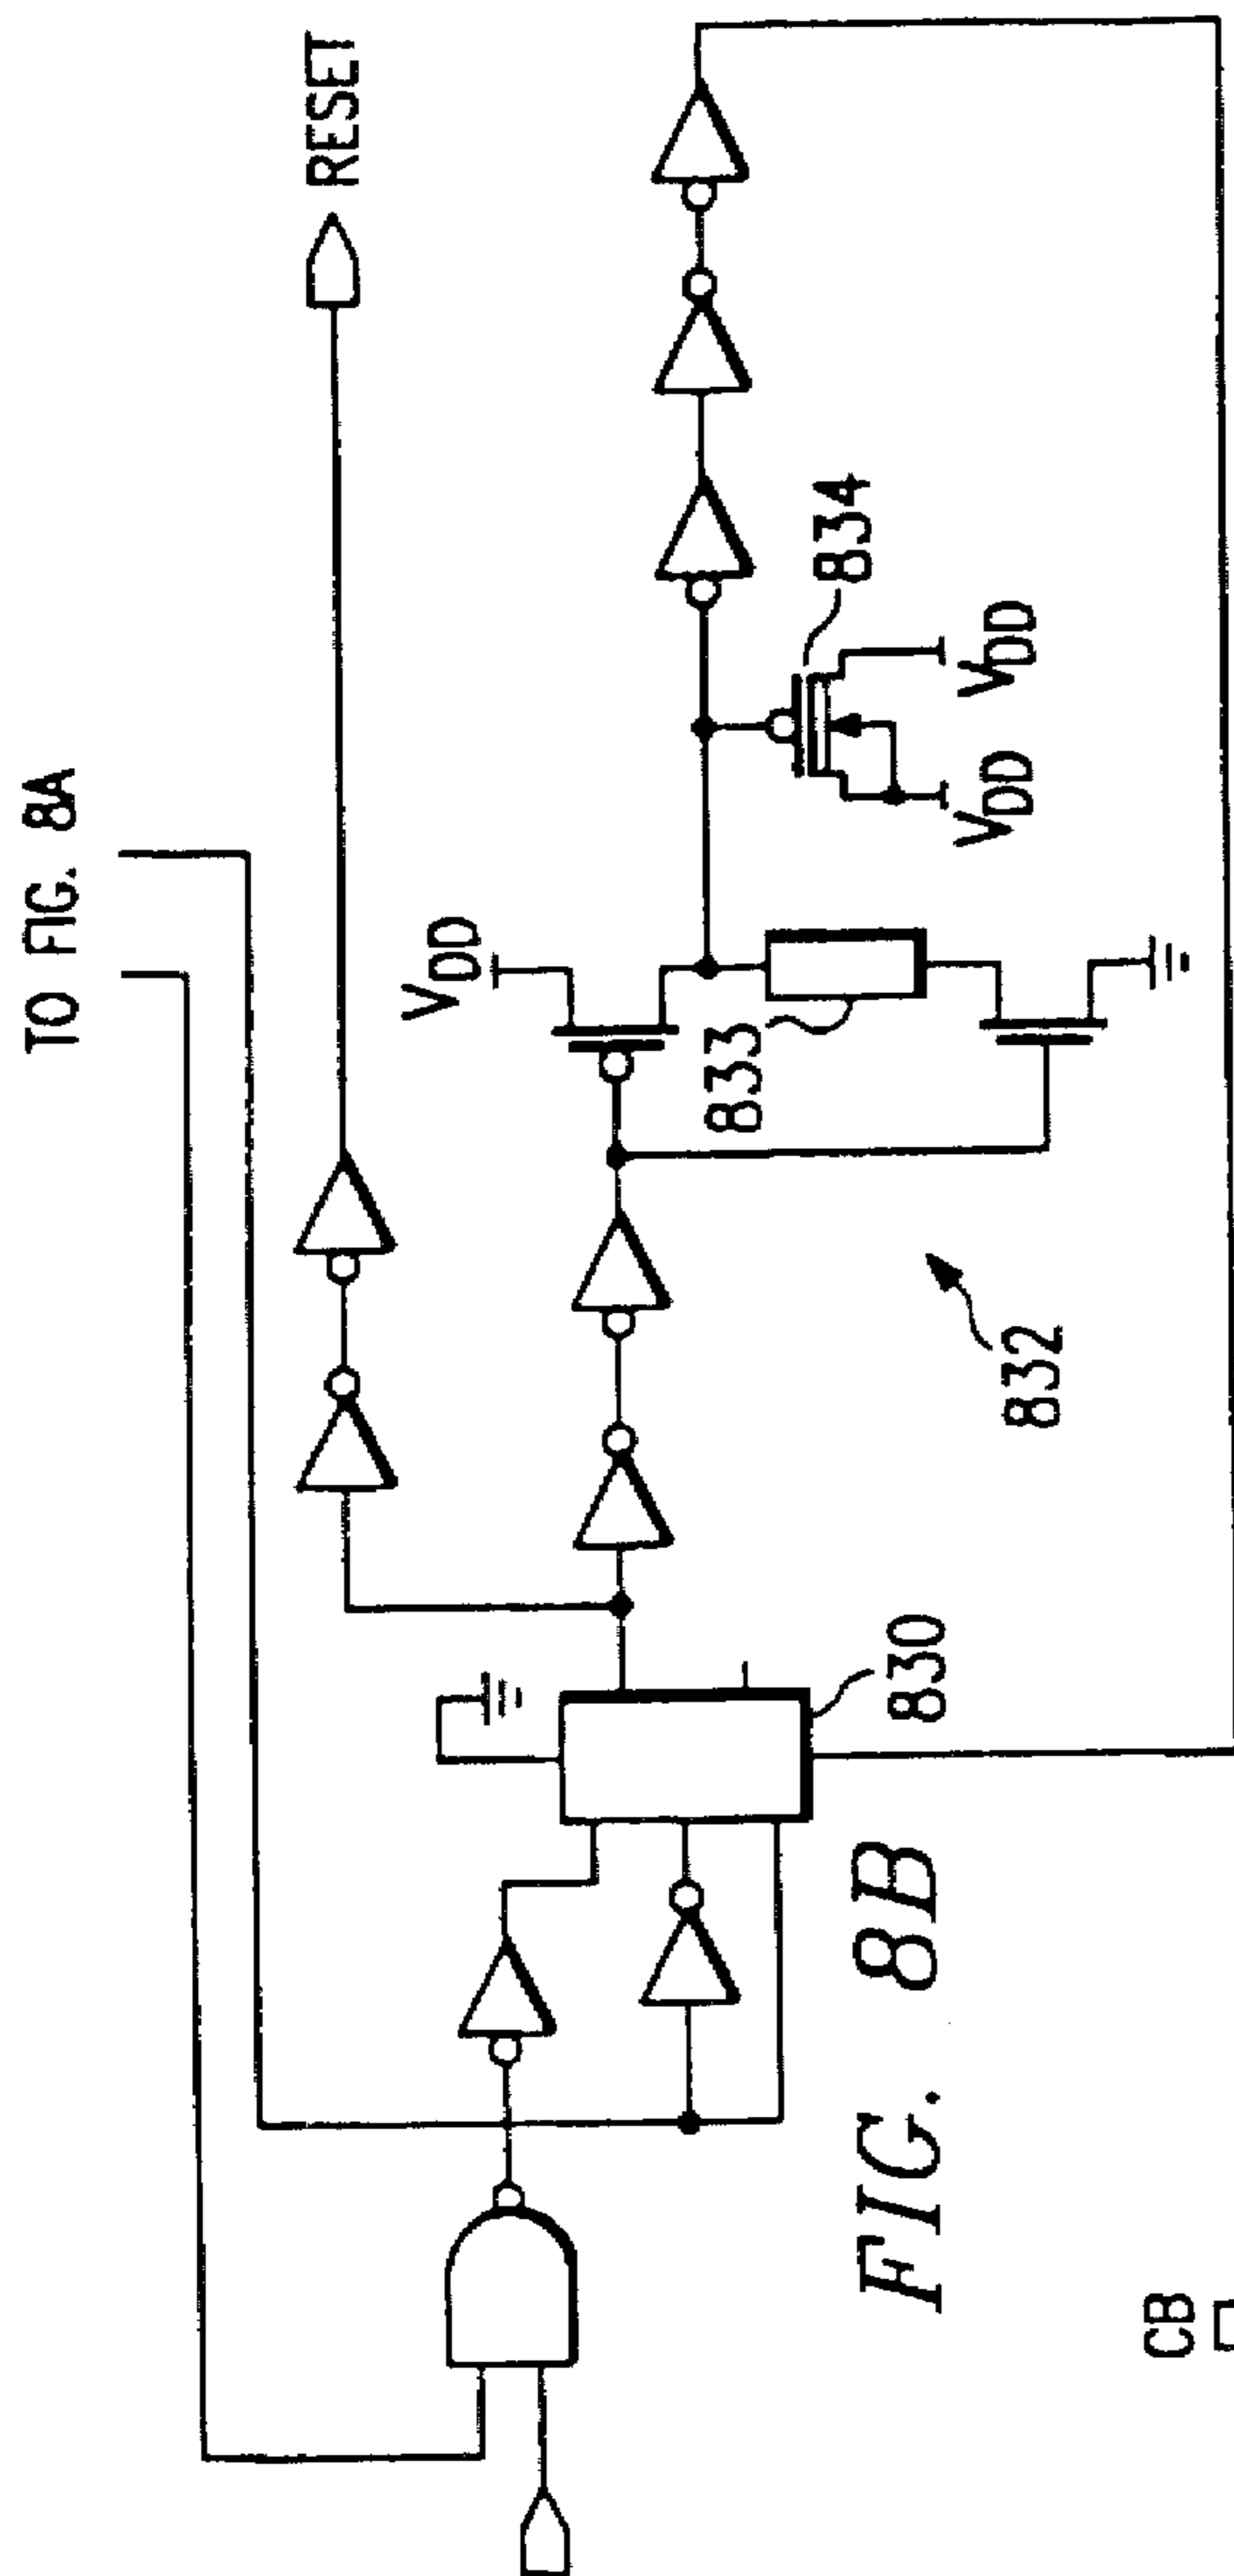 TO FIG. 8A
RESET
VDD
833
834
VDD
VDD
832
830
FIG. 8B
CB